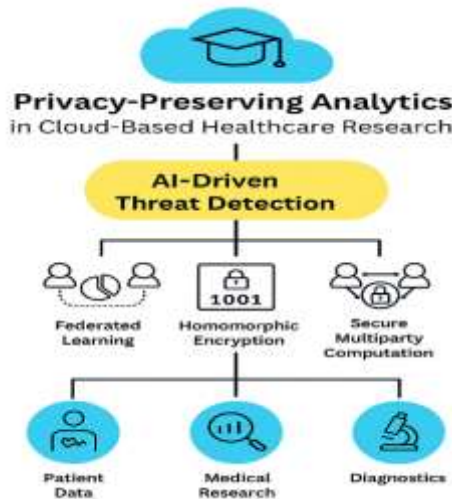 Privacy-Preserving Analytics
in Cloud-Based Healthcare Research
AI-Driven
Threat Detection
1001
Federated
Learning
Homomorphic
Encryption
Secure
Multiparty
Computation
Patient
Data
Medical
Research
Diagnostics